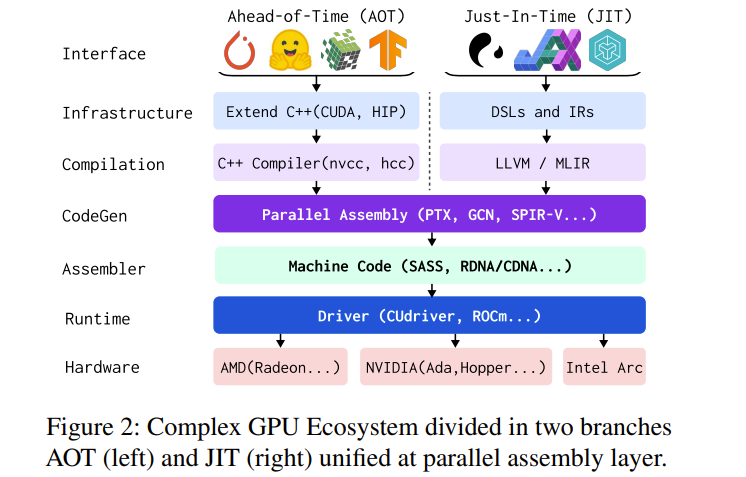 Ahead-of-Time (AOT) Just-In-Time (JIT)
Interface
JAX
Infrastructure Extend C++(CUDA, HIP) DSLs and IRs
Compilation C++ Compiler(nvcc, hcc) LLVM / MLIR
CodeGen Parallel Assembly (PTX, GCN, SPIR-V...)
Assembler Machine Code (SASS, RDNA/CDNA...)
Runtime Driver (CUdriver, ROCm...)
Hardware AMD(Radeon...) NVIDIA(Ada,Hopper...) Intel Arc
Figure 2: Complex GPU Ecosystem divided in two branches
AOT (left) and JIT (right) unified at parallel assembly layer.